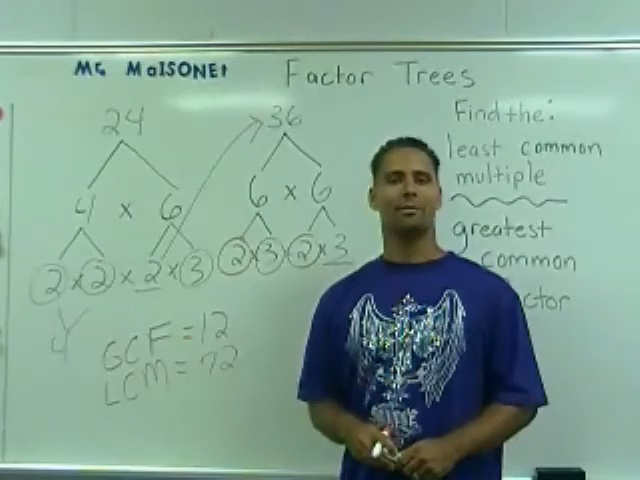 Mr MaISONEt
Factor Trees
24
4 x 6
2 x 2 x 2 x 3
36
6 x 6
2 x 3 x 2 x 3
GCF = 12
LCM = 72
Find the:
least common
multiple
greatest
common
ctor